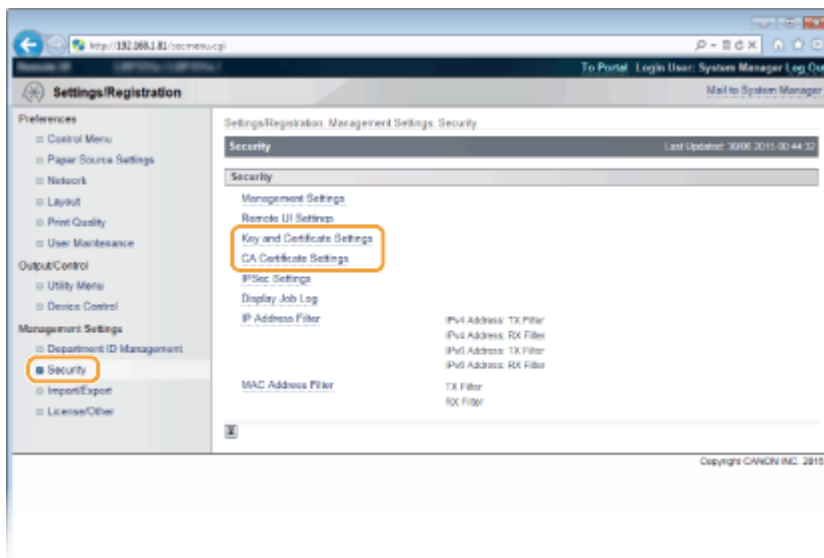 http://192.168.1.81/secmenu.cgi
To Portal Login User: System Manager Log Ou
Settings/Registration
Mail to System Manager
Preferences
Control Menu
Paper Source Settings
Network
Layout
Print Quality
User Maintenance
Output/Control
Utility Menu
Device Control
Management Settings
Department ID Management
Security
Import/Export
License/Other
Settings/Registration: Management Settings: Security
Security
Last Updated: 30/06 2015 00:44:32
Security
Management Settings
Remote UI Settings
Key and Certificate Settings
CA Certificate Settings
IPSec Settings
Display Job Log
IP Address Filter
IPv4 Address: TX Filter
IPv4 Address: RX Filter
IPv6 Address: TX Filter
IPv6 Address: RX Filter
MAC Address Filter
TX Filter
RX Filter
Copyright CANON INC. 2015